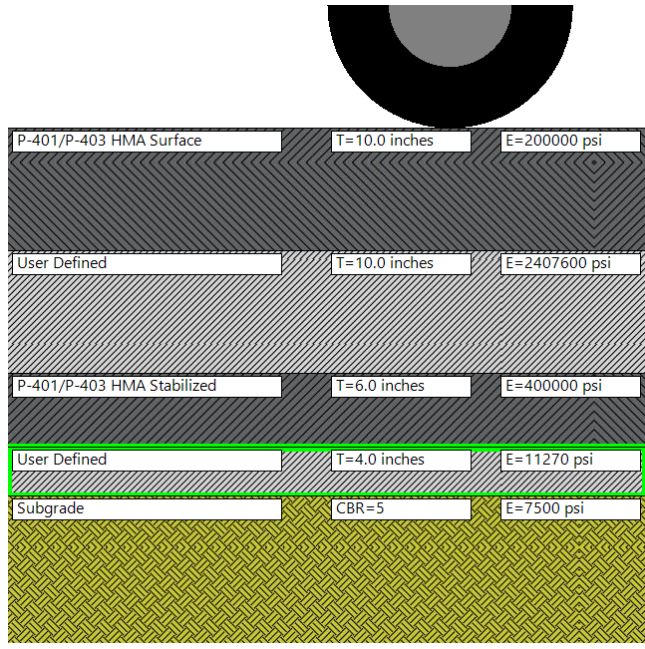 P-401/P-403 HMA Surface T=10.0 inches E=200000 psi
User Defined T=10.0 inches E=2407600 psi
P-401/P-403 HMA Stabilized T=6.0 inches E=400000 psi
User Defined T=4.0 inches E=11270 psi
Subgrade CBR=5 E=7500 psi